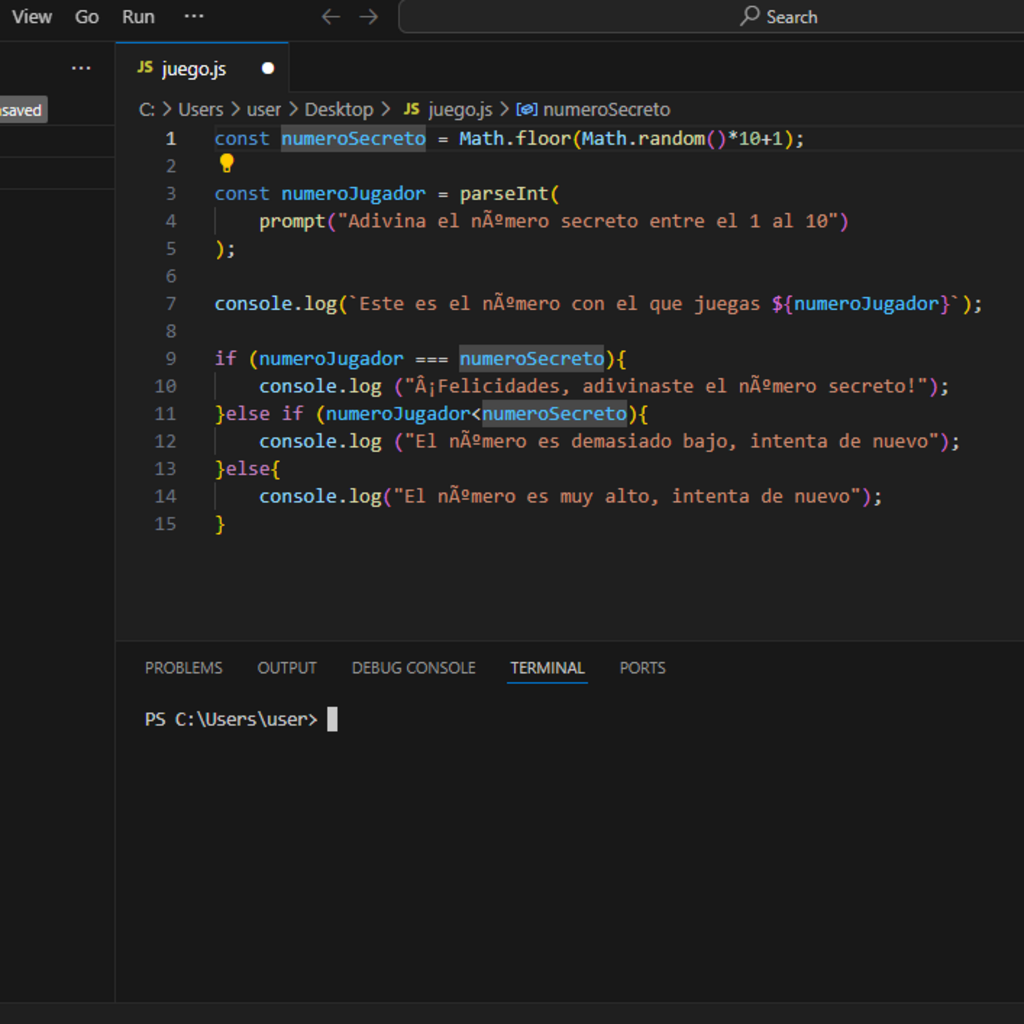 View Go Run ···
Search
···
JS juego.js
nsaved
C: > Users > user > Desktop > JS juego.js > numeroSecreto
1 const numeroSecreto = Math.floor(Math.random()*10+1);
2
3 const numeroJugador = parseInt(
4     prompt("Adivina el nÃºmero secreto entre el 1 al 10")
5 );
6
7 console.log(`Este es el nÃºmero con el que juegas ${numeroJugador}`);
8
9 if (numeroJugador === numeroSecreto){
10     console.log ("Â¡Felicidades, adivinaste el nÃºmero secreto!");
11 }else if (numeroJugador<numeroSecreto){
12     console.log ("El nÃºmero es demasiado bajo, intenta de nuevo");
13 }else{
14     console.log("El nÃºmero es muy alto, intenta de nuevo");
15 }
PROBLEMS OUTPUT DEBUG CONSOLE TERMINAL PORTS
PS C:\Users\user>